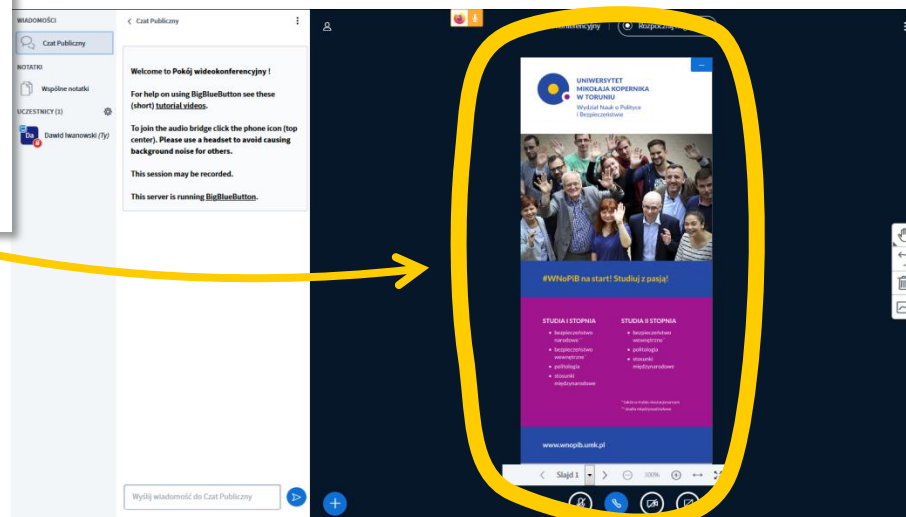 WIADOMOŚCI
Czat Publiczny
NOTATKI
Wspólne notatki
UCZESTNICY (1)
Da
Dawid Iwanowski (Ty)
Czat Publiczny
Welcome to Pokój wideokonferencyjny !
For help on using BigBlueButton see these
(short) tutorial videos.
To join the audio bridge click the phone icon (top
center). Please use a headset to avoid causing
background noise for others.
This session may be recorded.
This server is running BigBlueButton.
Wyślij wiadomość do Czat Publiczny
UNIWERSYTET
MIKOŁAJA KOPERNIKA
W TORUNIU
Wydział Nauk o Polityce
i Bezpieczeństwie
#WNoPiB na start! Studiuj z pasją!
STUDIA I STOPNIA
bezpieczeństwo
narodowe**
bezpieczeństwo
wewnętrzne*
politologia
stosunki
międzynarodowe
STUDIA II STOPNIA
bezpieczeństwo
wewnętrzne*
politologia
stosunki
międzynarodowe
www.wnopib.umk.pl
Slajd 1
100%